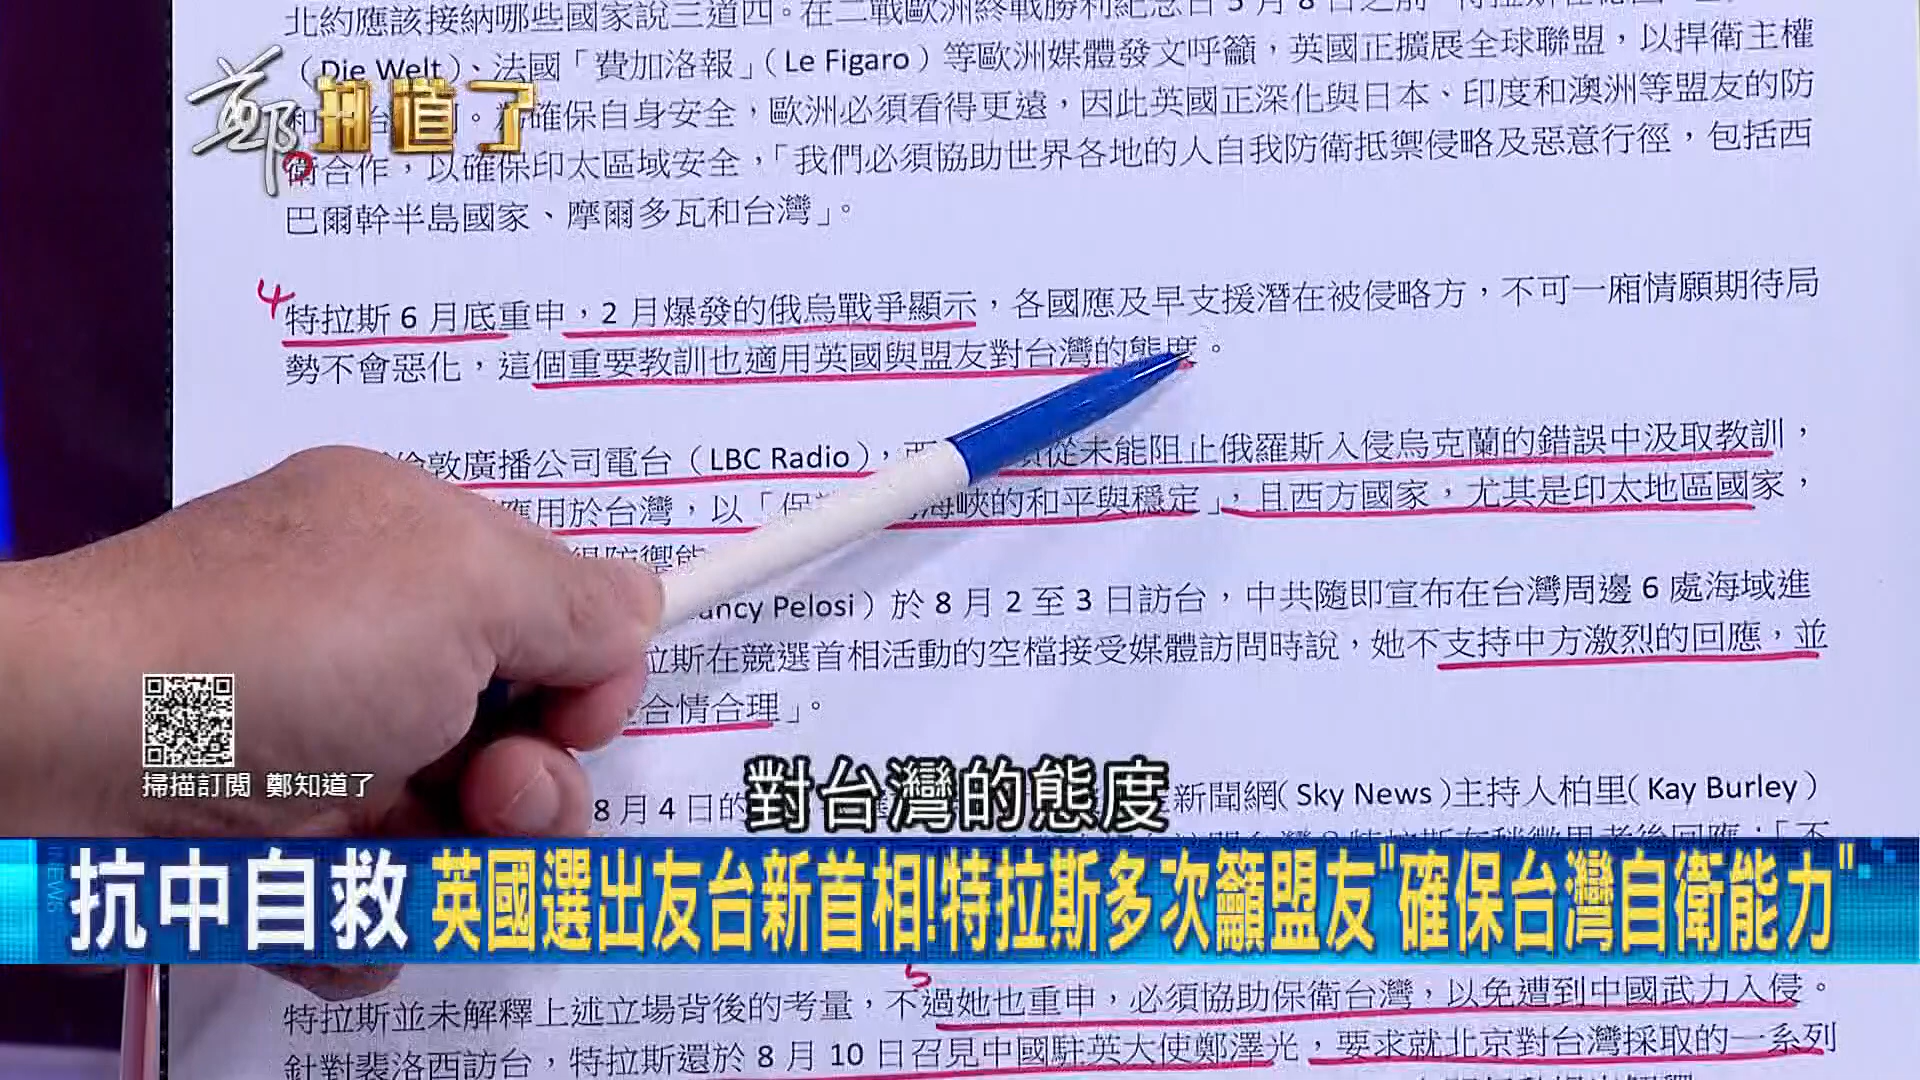 北約應該接納哪些國家說三道四。在二戰歐洲終戰勝利紀念日5月8日之前
(Die Welt)、法國「費加洛報」(Le Figaro)等歐洲媒體發文呼籲,英國正擴展全球聯盟,以捍衛主權
鄭知道了
確保自身安全,歐洲必須看得更遠,因此英國正深化與日本、印度和澳洲等盟友的防
衛合作,以確保印太區域安全,「我們必須協助世界各地的人自我防衛抵禦侵略及惡意行徑,包括西
巴爾幹半島國家、摩爾多瓦和台灣」。
4
特拉斯6月底重申,2月爆發的俄烏戰爭顯示,各國應及早支援潛在被侵略方,不可一廂情願期待局
勢不會惡化,這個重要教訓也適用英國與盟友對台灣的態度。
倫敦廣播公司電台(LBC Radio),西 從未能阻止俄羅斯入侵烏克蘭的錯誤中汲取教訓,
應用於台灣,以「保 海峽的和平與穩定」,且西方國家,尤其是印太地區國家,
得防禦能
ancy Pelosi)於8月2至3日訪台,中共隨即宣布在台灣周邊6處海域進
拉斯在競選首相活動的空檔接受媒體訪問時說,她不支持中方激烈的回應,並
合情合理」。
掃描訂閱 鄭知道了
8月4日的 新聞網(Sky News)主持人柏里(Kay Burley)
對台灣的態度
抗中自救 英國選出友台新首相!特拉斯多次籲盟友"確保台灣自衛能力"
INEWS
5
特拉斯並未解釋上述立場背後的考量,不過她也重申,必須協助保衛台灣,以免遭到中國武力入侵。
針對裴洛西訪台,特拉斯還於8月10日召見中國駐英大使鄭澤光,要求就北京對台灣採取的一系列